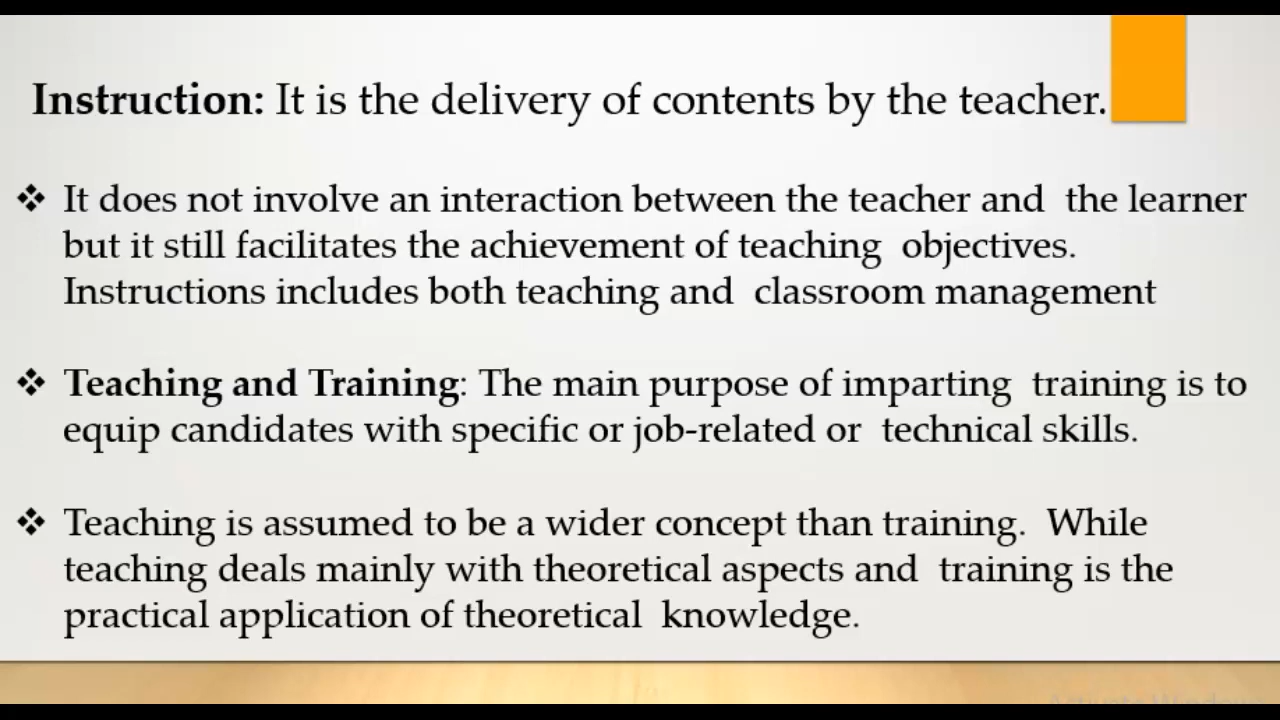 Instruction: It is the delivery of contents by the teacher.
❖ It does not involve an interaction between the teacher and the learner
but it still facilitates the achievement of teaching objectives.
Instructions includes both teaching and classroom management
❖ Teaching and Training: The main purpose of imparting training is to
equip candidates with specific or job-related or technical skills.
❖ Teaching is assumed to be a wider concept than training. While
teaching deals mainly with theoretical aspects and training is the
practical application of theoretical knowledge.
Activate Windows